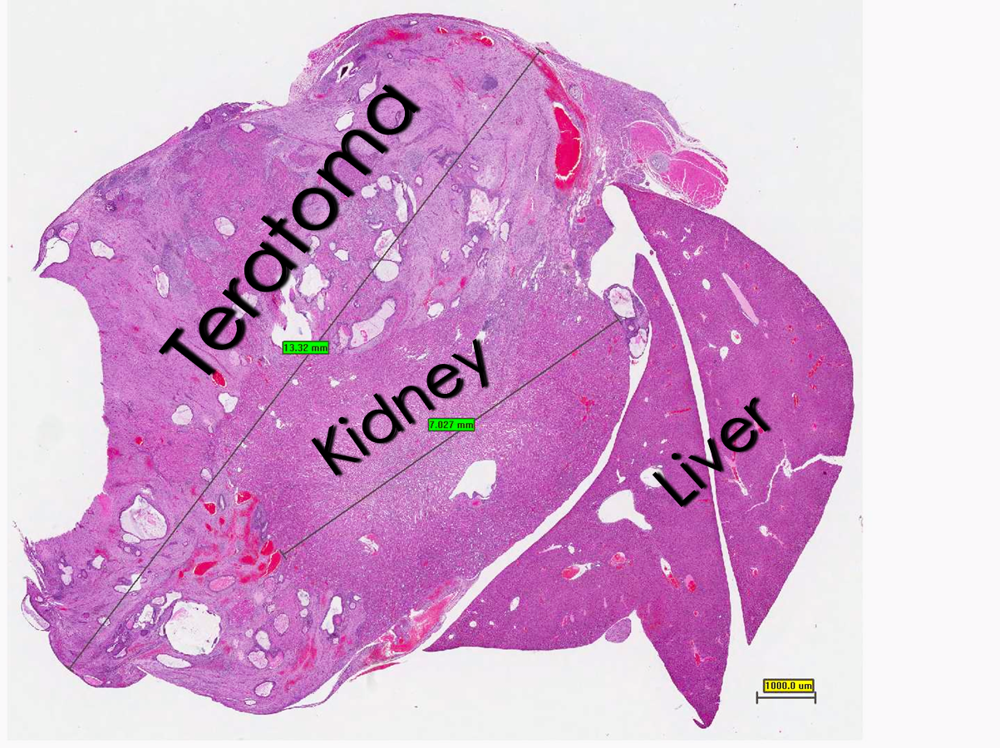 Teratoma
13.32 mm
Kidney
7.027 mm
Liver
1000.0 um